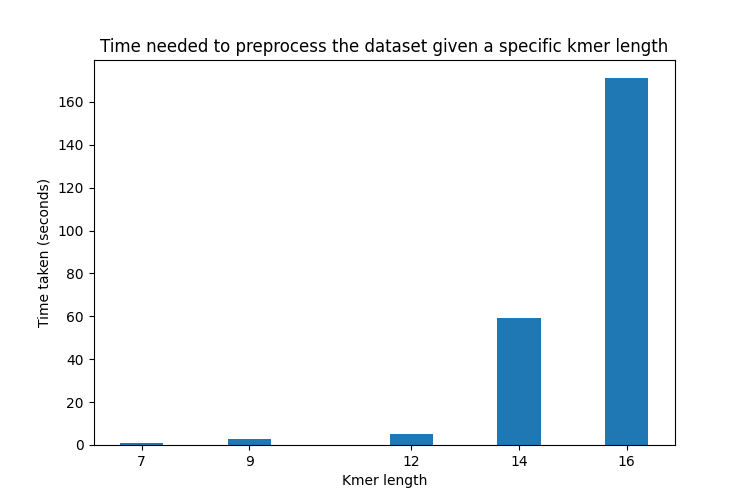 Time needed to preprocess the dataset given a specific kmer length
160
140
120
100
80
60
40
20
0
Time taken (seconds)
7 9 12 14 16
Kmer length